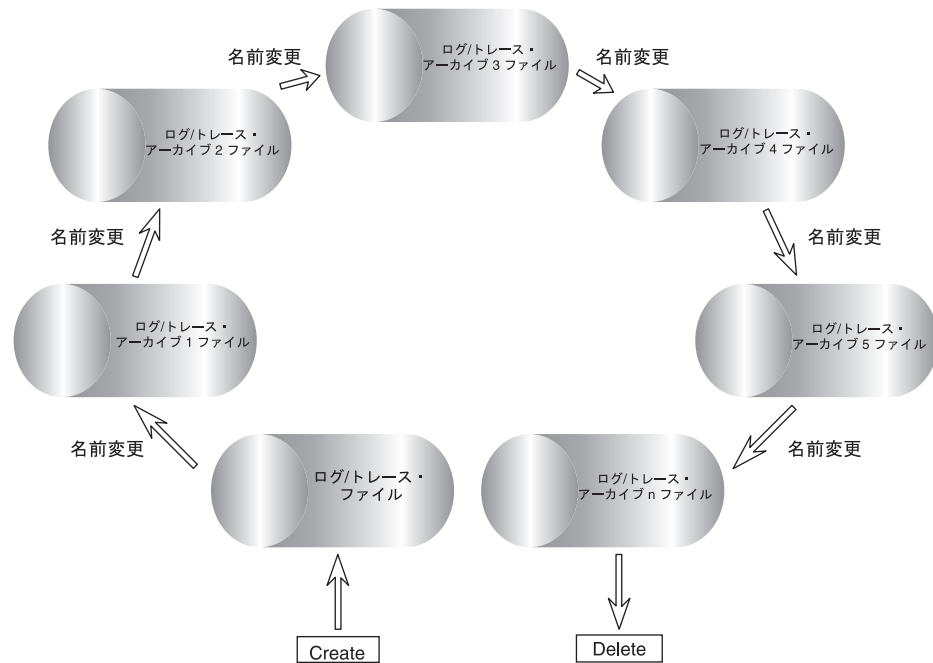 名前変更
ログ/トレース・
アーカイブ 3 ファイル
名前変更
ログ/トレース・
アーカイブ 2 ファイル
ログ/トレース・
アーカイブ 4 ファイル
名前変更
名前変更
ログ/トレース・
アーカイブ 1 ファイル
ログ/トレース・
アーカイブ 5 ファイル
名前変更
名前変更
ログ/トレース・
ファイル
ログ/トレース・
アーカイブ n ファイル
Create
Delete